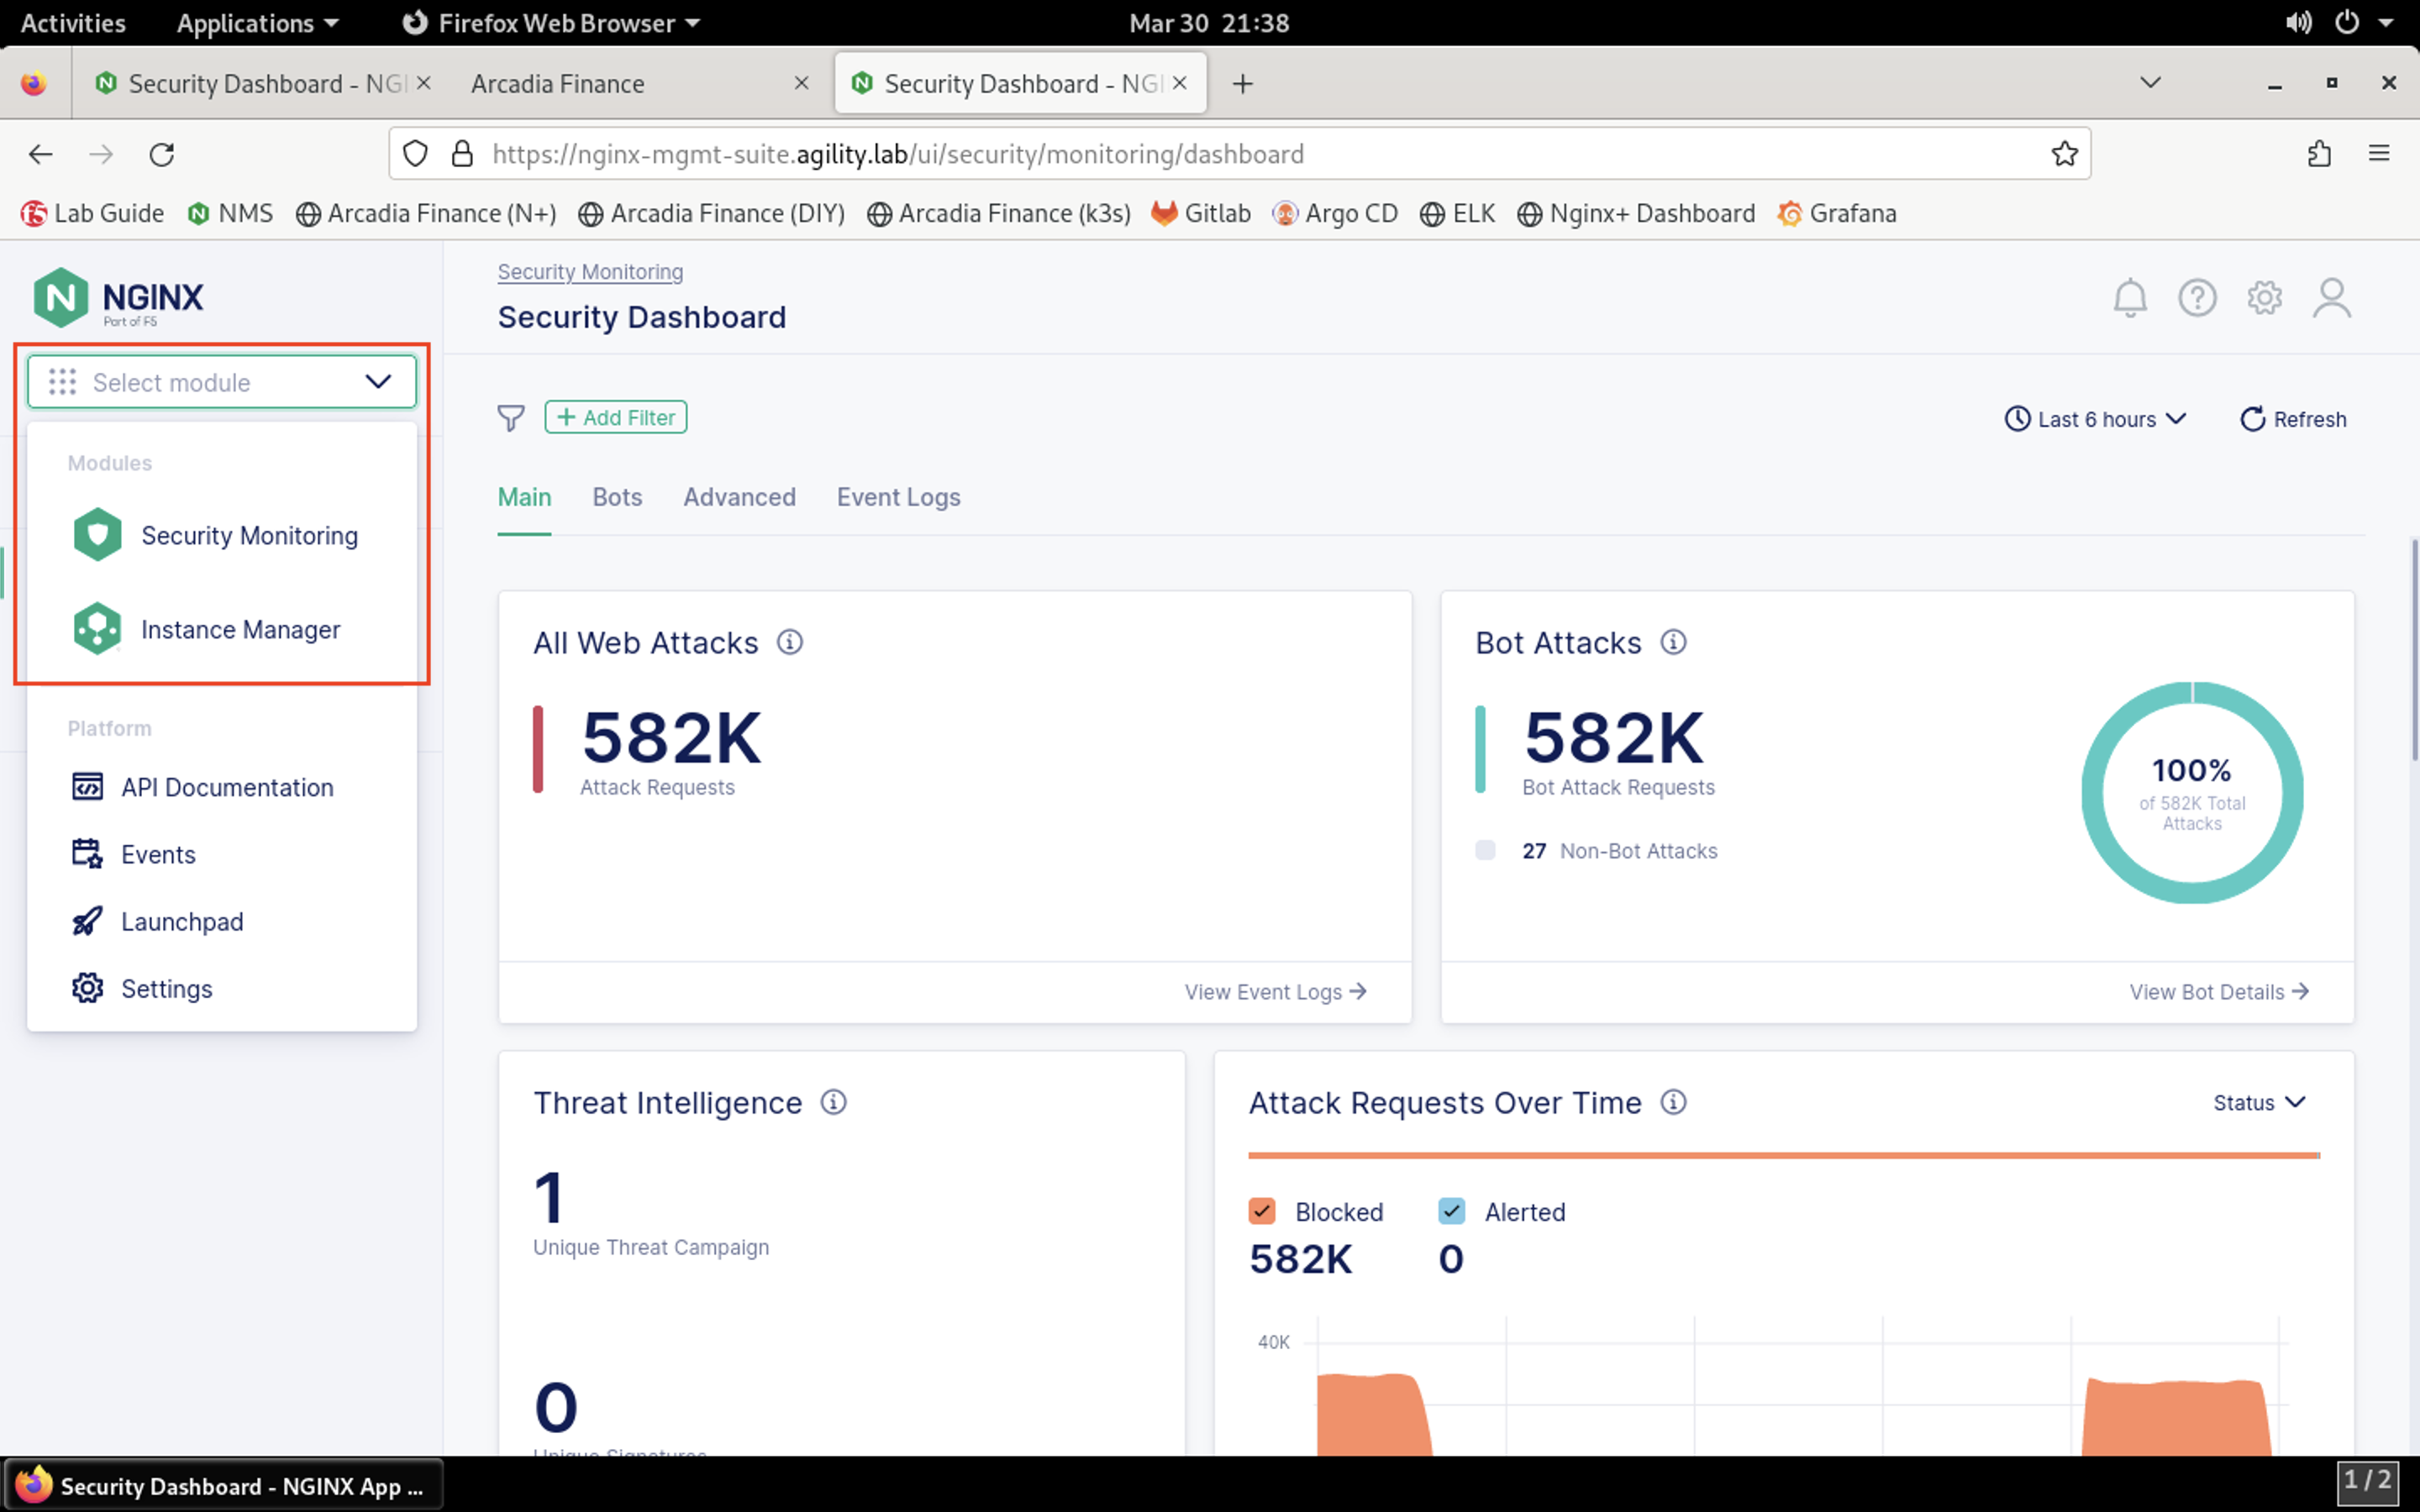 Activities Applications Firefox Web Browser Mar 30 21:38
Security Dashboard - NGI Arcadia Finance Security Dashboard - NGI
https://nginx-mgmt-suite.agility.lab/ui/security/monitoring/dashboard
Lab Guide NMS Arcadia Finance (N+) Arcadia Finance (DIY) Arcadia Finance (k3s) Gitlab Argo CD ELK Nginx+ Dashboard Grafana
NGINX
Part of F5
Select module
Modules
Security Monitoring
Instance Manager
Platform
API Documentation
Events
Launchpad
Settings
Security Monitoring
Security Dashboard
+ Add Filter
Last 6 hours Refresh
Main Bots Advanced Event Logs
All Web Attacks
582K
Attack Requests
View Event Logs →
Bot Attacks
582K
Bot Attack Requests
27 Non-Bot Attacks
100%
of 582K Total
Attacks
View Bot Details →
Threat Intelligence
1
Unique Threat Campaign
0
Unique Signatures
Attack Requests Over Time
Status
Blocked Alerted
582K 0
40K
Security Dashboard - NGINX App ...
1 / 2